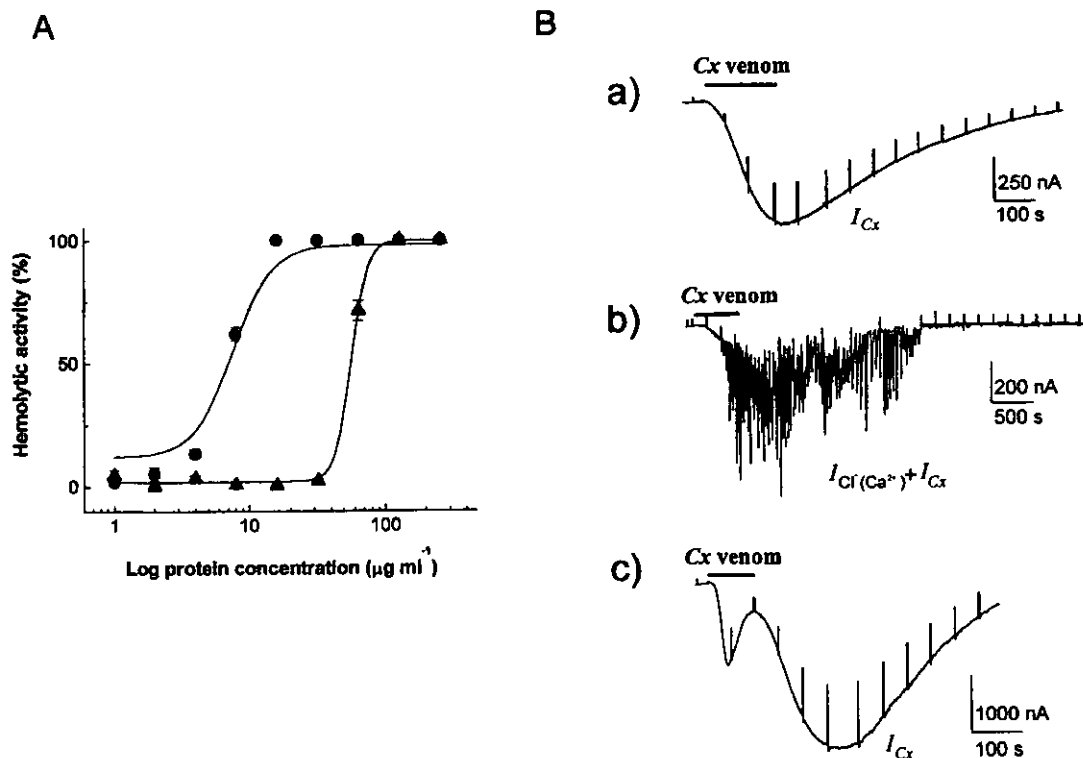 A
Hemolytic activity (%)
100
50
0
1
10
100
Log protein concentration (µg ml⁻¹)
B
a)
Cx venom
250 nA
100 s
I_Cx
b)
Cx venom
200 nA
500 s
I_Cl⁻(Ca²⁺) + I_Cx
c)
Cx venom
1000 nA
100 s
I_Cx